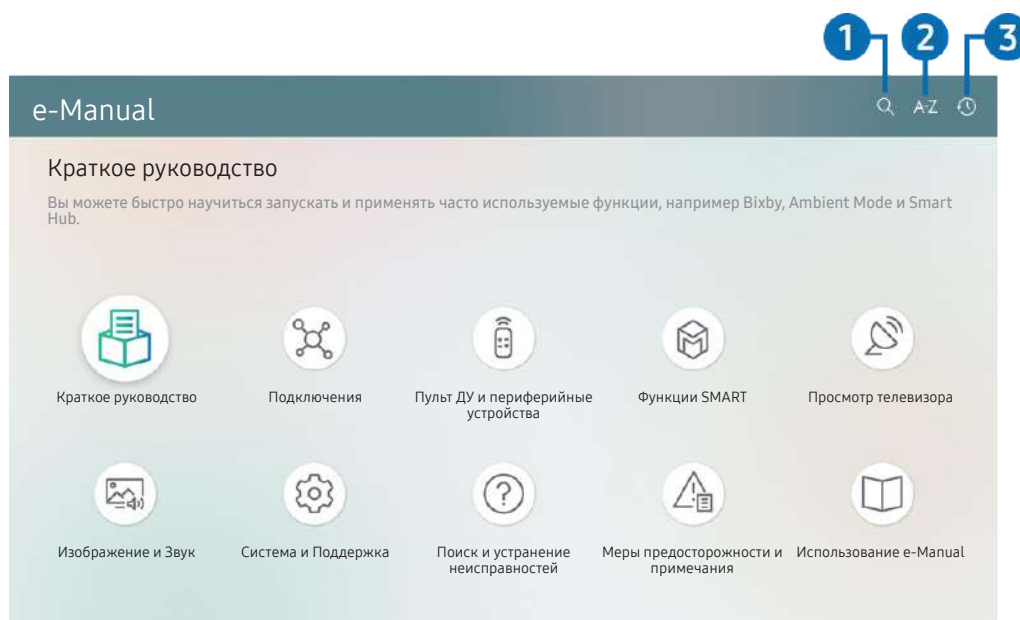 1 2 3
e-Manual
A-Z
Краткое руководство
Вы можете быстро научиться запускать и применять часто используемые функции, например Bixby, Ambient Mode и Smart
Hub.
Краткое руководство
Подключения
Пульт ДУ и периферийные
устройства
Функции SMART
Просмотр телевизора
Изображение и Звук
Система и Поддержка
Поиск и устранение
неисправностей
Меры предосторожности и
примечания
Использование e-Manual